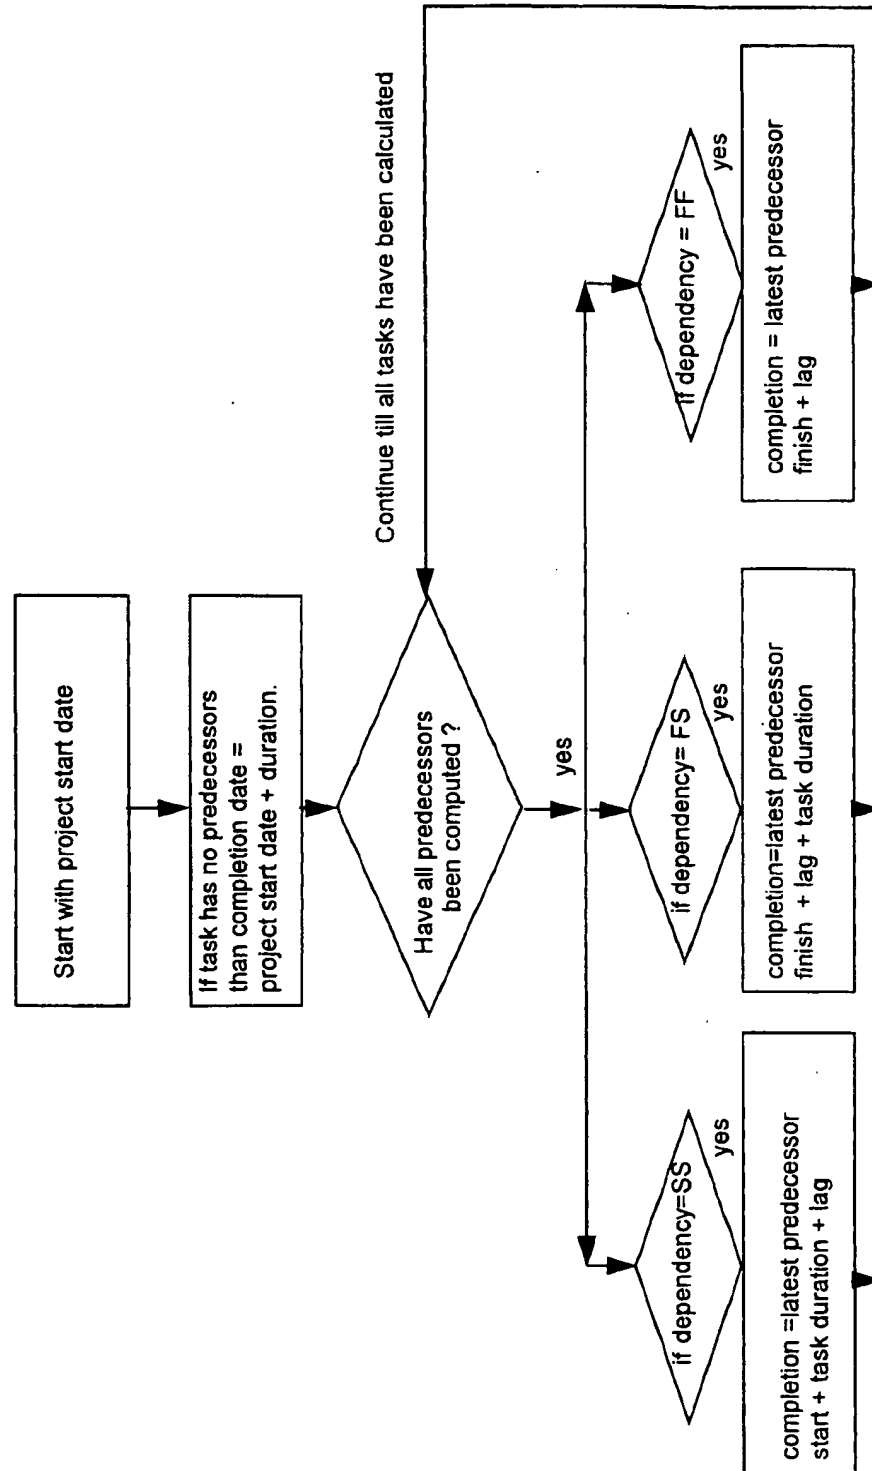 Start with project start date
If task has no predecessors
than completion date =
project start date + duration.
Continue till all tasks have been calculated
Have all predecessors
been computed ?
yes
if dependency=SS
yes
completion =latest predecessor
start + task duration + lag
if dependency= FS
yes
completion=latest predecessor
finish + lag + task duration
if dependency = FF
yes
completion = latest predecessor
finish + lag